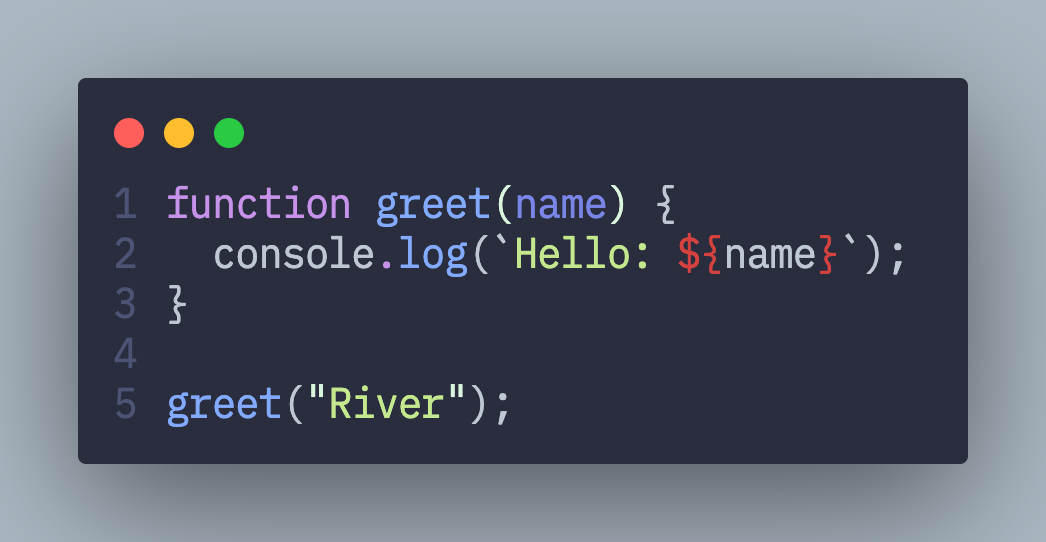 1 function greet(name) {
2   console.log(`Hello: ${name}`);
3 }
4
5 greet("River");